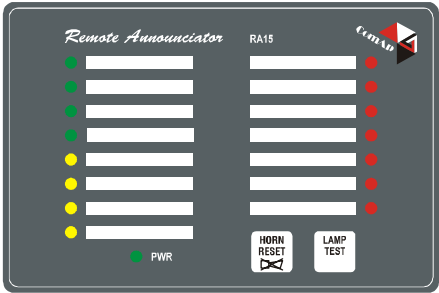 Remote Announciator
RA15
ComAp
PWR
HORN
RESET
LAMP
TEST